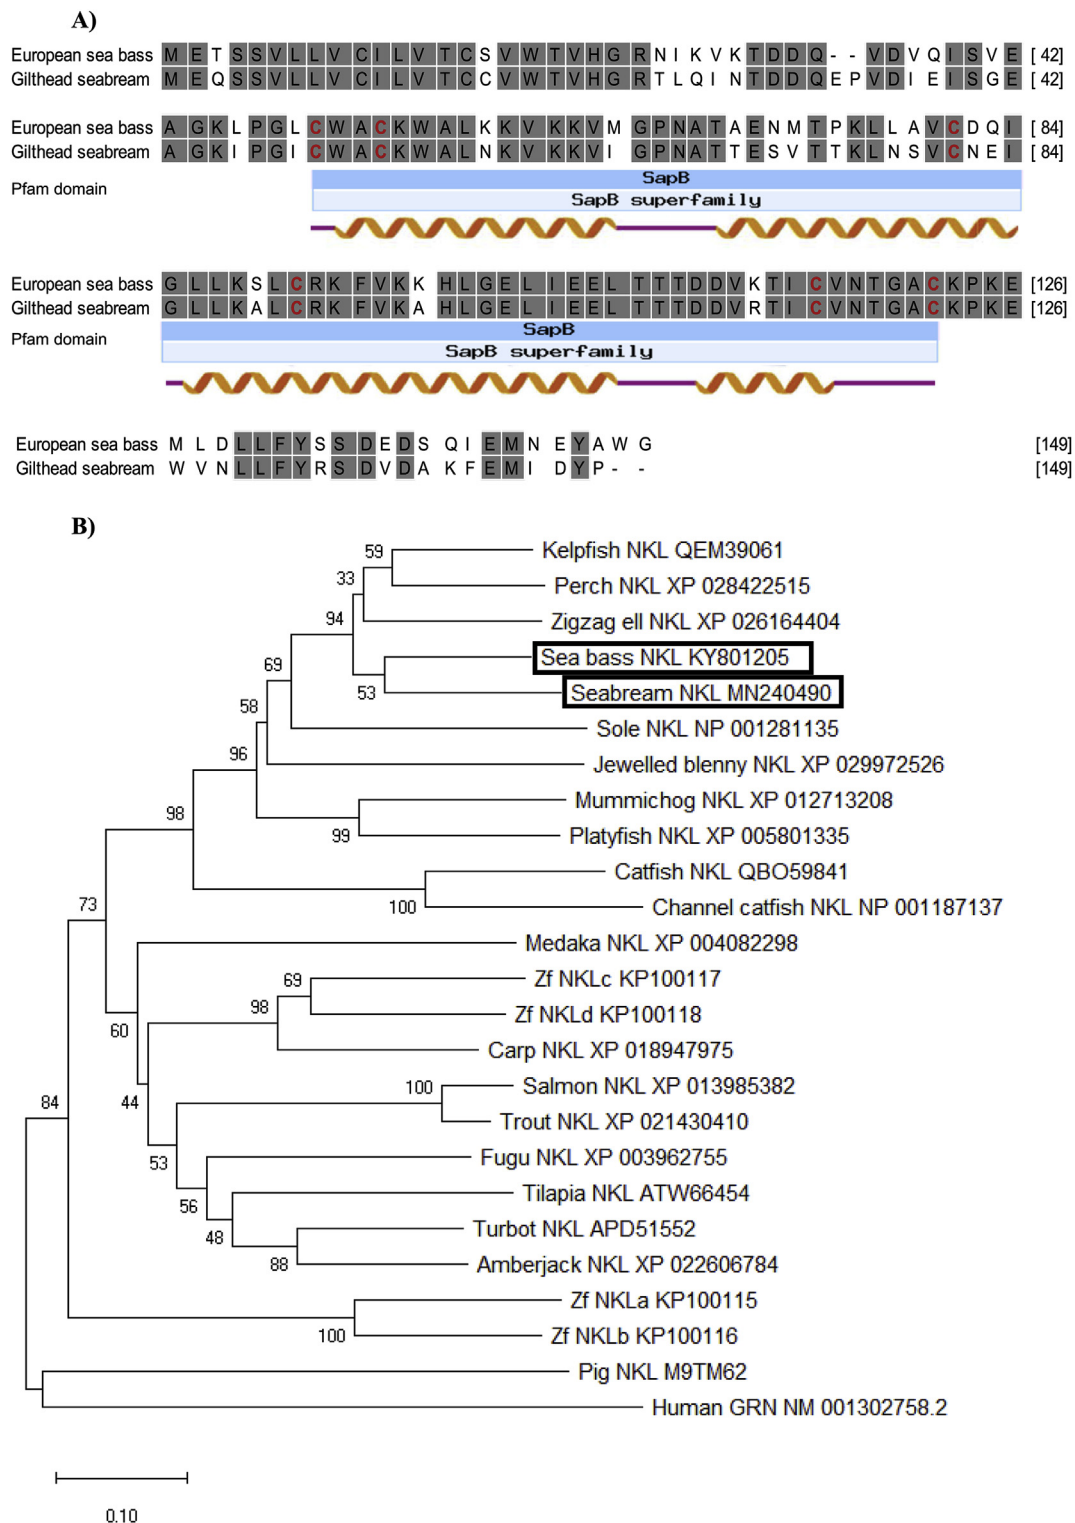 A)
European sea bass M E T S S V L L V C I L V T C S V W T V H G R N I K V K T D D Q - - V D V Q I S V E [ 42]
Gilthead seabream M E Q S S V L L V C I L V T C C V W T V H G R T L Q I N T D D Q E P V D I E I S G E [ 42]
European sea bass A G K L P G L C W A C K W A L K K V K K V M G P N A T A E N M T P K L L A V C D Q I [ 84]
Gilthead seabream A G K I P G I C W A C K W A L N K V K K V I G P N A T T E S V T T K L N S V C N E I [ 84]
Pfam domain
SapB
SapB superfamily
European sea bass G L L K S L C R K F V K K H L G E L I E E L T T T D D V K T I C V N T G A C K P K E [126]
Gilthead seabream G L L K A L C R K F V K A H L G E L I E E L T T T D D V R T I C V N T G A C K P K E [126]
Pfam domain
SapB
SapB superfamily
European sea bass M L D L L F Y S S D E D S Q I E M N E Y A W G [149]
Gilthead seabream W V N L L F Y R S D V D A K F E M I D Y P - - [149]
B)
59 Kelpfish NKL QEM39061
33 Perch NKL XP 028422515
94 Zigzag ell NKL XP 026164404
Sea bass NKL KY801205
69 53 Seabream NKL MN240490
58 Sole NKL NP 001281135
96 Jewelled blenny NKL XP 029972526
98 Mummichog NKL XP 012713208
99 Platyfish NKL XP 005801335
Catfish NKL QBO59841
73 100 Channel catfish NKL NP 001187137
Medaka NKL XP 004082298
69 Zf NKLc KP100117
98 Zf NKLd KP100118
60 Carp NKL XP 018947975
100 Salmon NKL XP 013985382
84 44 Trout NKL XP 021430410
53 Fugu NKL XP 003962755
56 Tilapia NKL ATW66454
48 Turbot NKL APD51552
88 Amberjack NKL XP 022606784
Zf NKLa KP100115
100 Zf NKLb KP100116
Pig NKL M9TM62
Human GRN NM 001302758.2
0.10